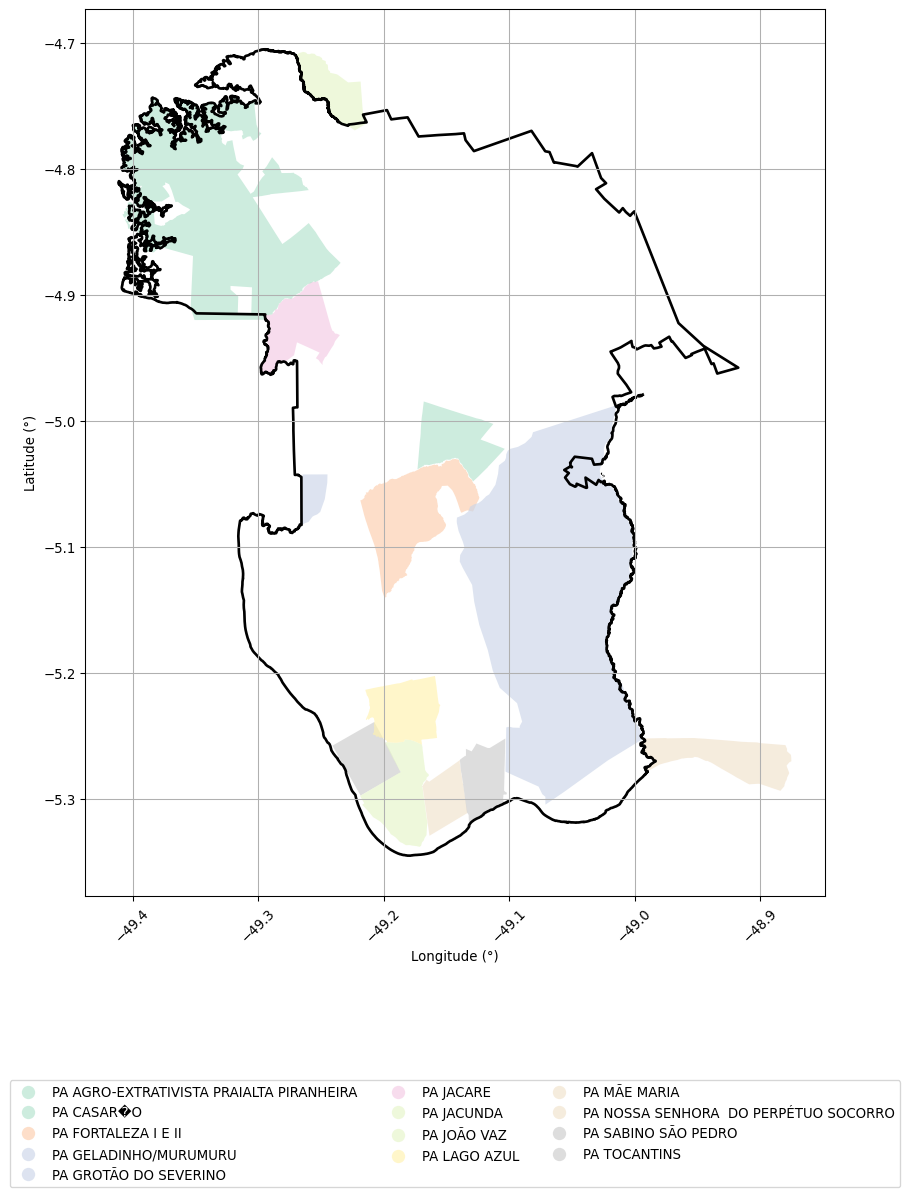 −4.7
−4.8
−4.9
−5.0
−5.1
−5.2
−5.3
Latitude (°)
−49.4
−49.3
−49.2
−49.1
−49.0
−48.9
Longitude (°)
PA AGRO-EXTRATIVISTA PRAIALTA PIRANHEIRA
PA CASAR�O
PA FORTALEZA I E II
PA GELADINHO/MURUMURU
PA GROTÃO DO SEVERINO
PA JACARE
PA JACUNDA
PA JOÃO VAZ
PA LAGO AZUL
PA MÃE MARIA
PA NOSSA SENHORA  DO PERPÉTUO SOCORRO
PA SABINO SÃO PEDRO
PA TOCANTINS